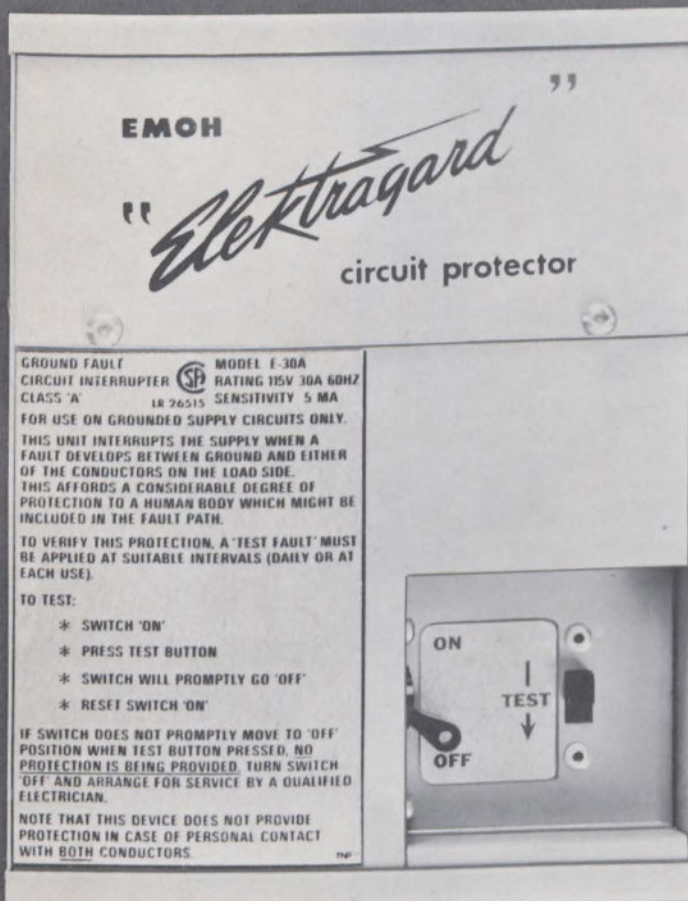 EMOH
"Elektragard"
circuit protector
GROUND FAULT
CIRCUIT INTERRUPTER
CLASS 'A'
LR 26515
MODEL E-30A
RATING 115V 30A 60HZ
SENSITIVITY 5 MA
FOR USE ON GROUNDED SUPPLY CIRCUITS ONLY.
THIS UNIT INTERRUPTS THE SUPPLY WHEN A
FAULT DEVELOPS BETWEEN GROUND AND EITHER
OF THE CONDUCTORS ON THE LOAD SIDE.
THIS AFFORDS A CONSIDERABLE DEGREE OF
PROTECTION TO A HUMAN BODY WHICH MIGHT BE
INCLUDED IN THE FAULT PATH.
TO VERIFY THIS PROTECTION, A 'TEST FAULT' MUST
BE APPLIED AT SUITABLE INTERVALS (DAILY OR AT
EACH USE).
TO TEST:
* SWITCH 'ON'
* PRESS TEST BUTTON
* SWITCH WILL PROMPTLY GO 'OFF'
* RESET SWITCH 'ON'
IF SWITCH DOES NOT PROMPTLY MOVE TO 'OFF'
POSITION WHEN TEST BUTTON PRESSED, NO
PROTECTION IS BEING PROVIDED. TURN SWITCH
'OFF' AND ARRANGE FOR SERVICE BY A QUALIFIED
ELECTRICIAN.
NOTE THAT THIS DEVICE DOES NOT PROVIDE
PROTECTION IN CASE OF PERSONAL CONTACT
WITH BOTH CONDUCTORS.
ON
TEST
OFF